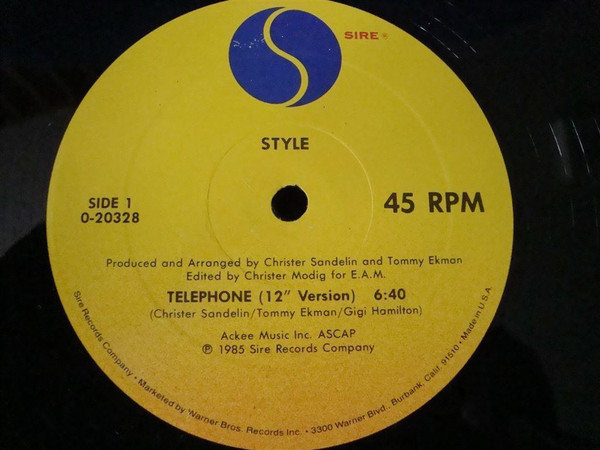 SIRE®
STYLE
SIDE 1
0-20328
45 RPM
Produced and Arranged by Christer Sandelin and Tommy Ekman
Edited by Christer Modig for E.A.M.
TELEPHONE (12" Version) 6:40
(Christer Sandelin/Tommy Ekman/Gigi Hamilton)
Ackee Music Inc. ASCAP
℗ 1985 Sire Records Company
Sire Records Company • Marketed by Warner Bros. Records Inc. • 3300 Warner Blvd., Burbank, Calif. 91510 • Made in U.S.A.